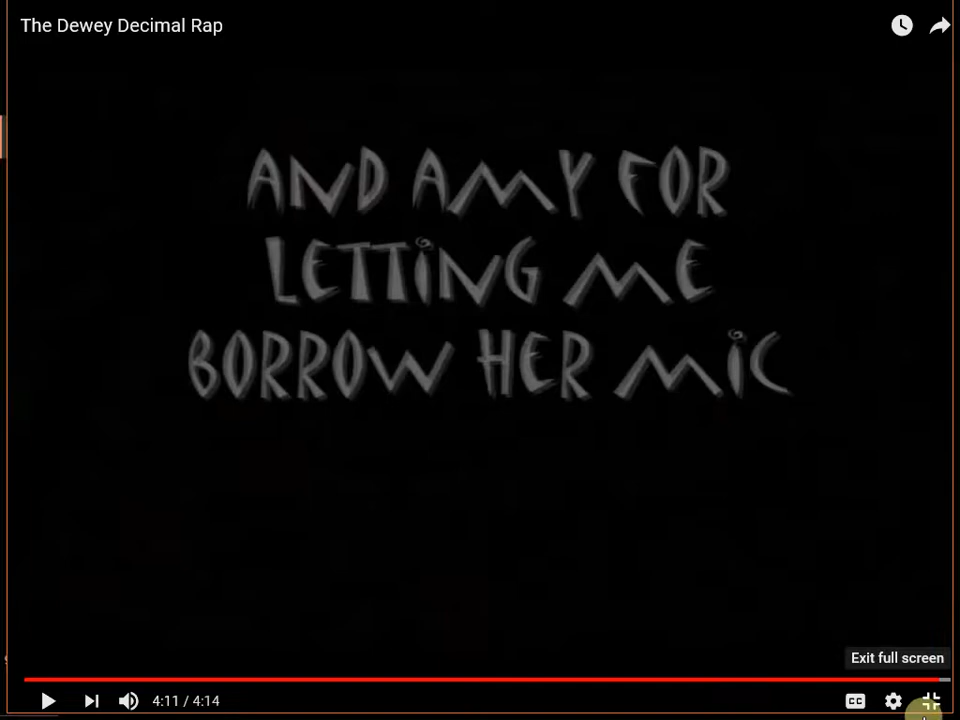 The Dewey Decimal Rap
AND AMY FOR
LETTING ME
BORROW HER MIC
Exit full screen
4:11 / 4:14
CC